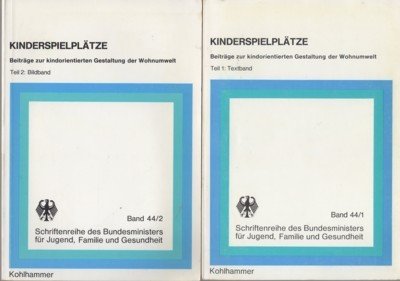 KINDERSPIELPLÄTZE
Beiträge zur kindorientierten Gestaltung der Wohnumwelt
Teil 2: Bildband
Band 44/2
Schriftenreihe des Bundesministers
für Jugend, Familie und Gesundheit
Kohlhammer
KINDERSPIELPLÄTZE
Beiträge zur kindorientierten Gestaltung der Wohnumwelt
Teil 1: Textband
Band 44/1
Schriftenreihe des Bundesministers
für Jugend, Familie und Gesundheit
Kohlhammer